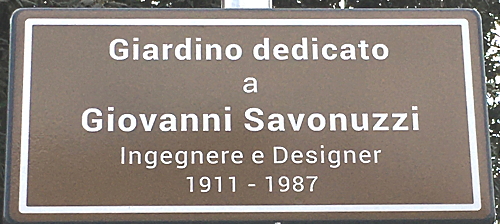 Giardino dedicato
a
Giovanni Savonuzzi
Ingegnere e Designer
1911 - 1987